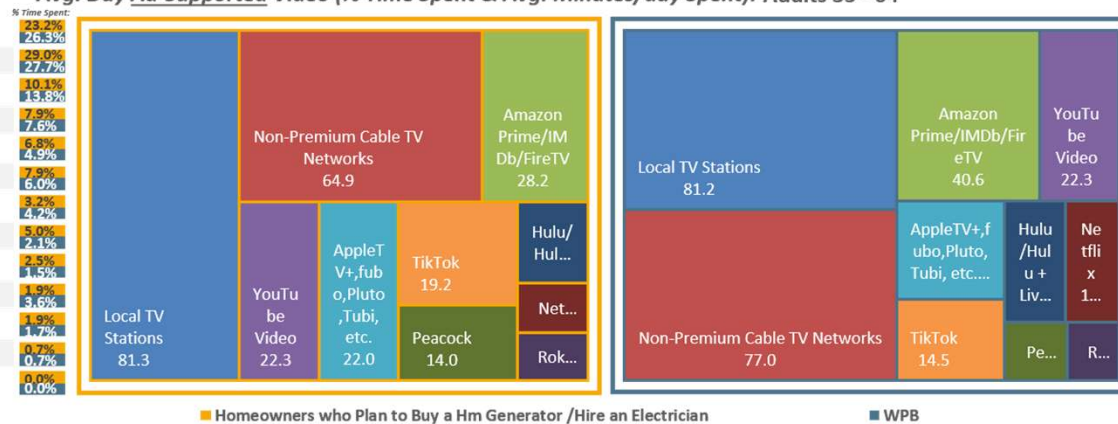 % Time Spent:
23.2%
26.3%
29.0%
27.7%
10.1%
13.8%
7.9%
7.6%
6.8%
4.9%
7.9%
6.0%
3.2%
4.2%
5.0%
2.1%
2.5%
1.5%
1.9%
3.6%
1.9%
1.7%
0.7%
0.7%
0.0%
0.0%
Local TV
Stations
81.3
Non-Premium Cable TV
Networks
64.9
Amazon
Prime/IM
Db/FireTV
28.2
YouTu
be
Video
22.3
AppleT
V+,fub
o,Pluto
,Tubi,
etc.
22.0
TikTok
19.2
Peacock
14.0
Hulu/
Hul...
Net...
Rok...
Local TV Stations
81.2
Non-Premium Cable TV Networks
77.0
Amazon
Prime/IMDb/Fir
eTV
40.6
YouTu
be
Video
22.3
AppleTV+,f
ubo,Pluto,
Tubi, etc....
TikTok
14.5
Hulu
/Hul
u +
Liv...
Ne
tfli
x
1...
Pe...
R...
Homeowners who Plan to Buy a Hm Generator /Hire an Electrician
WPB